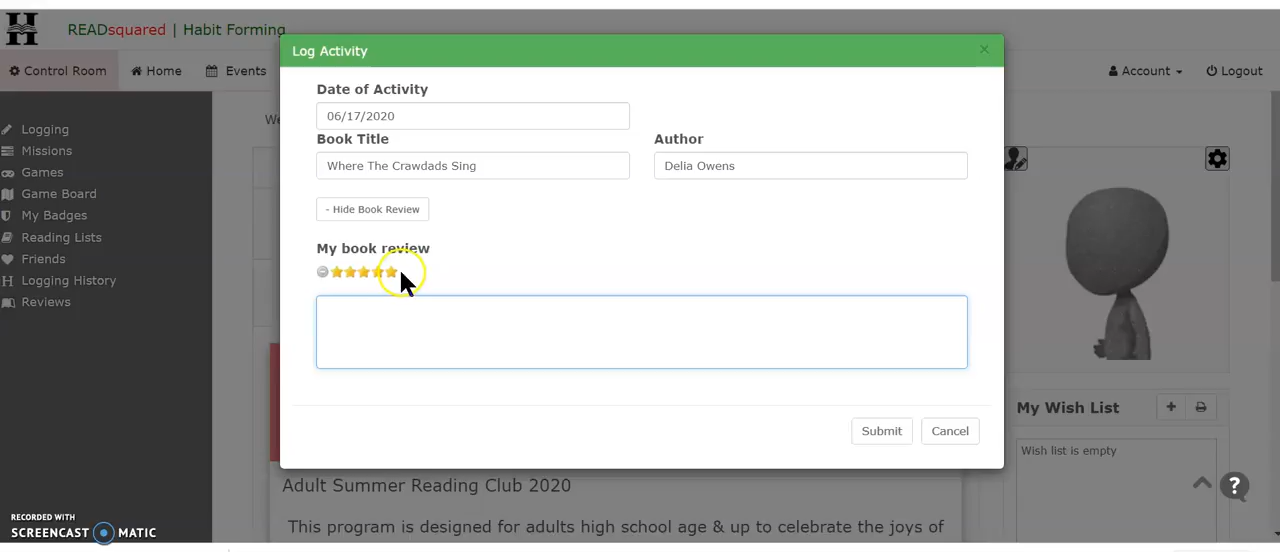 READsquared | Habit Forming
Log Activity
×
Control Room
Home
Events
Account
Logout
Date of Activity
06/17/2020
Book Title
Author
Where The Crawdads Sing
Delia Owens
- Hide Book Review
My book review
Submit
Cancel
Logging
Missions
Games
Game Board
My Badges
Reading Lists
Friends
Logging History
Reviews
We
My Wish List
Wish list is empty
?
Adult Summer Reading Club 2020
This program is designed for adults high school age & up to celebrate the joys of
RECORDED WITH
SCREENCAST MATIC